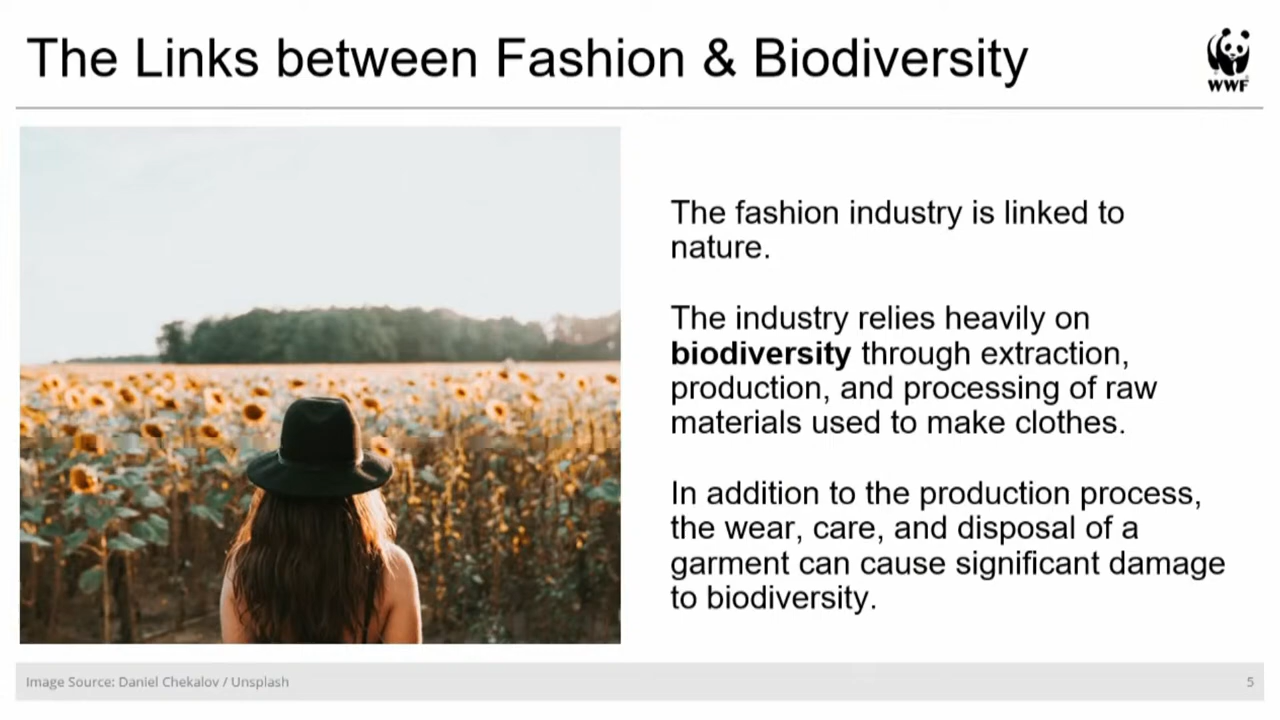 The Links between Fashion & Biodiversity
WWF
The fashion industry is linked to
nature.
The industry relies heavily on
biodiversity through extraction,
production, and processing of raw
materials used to make clothes.
In addition to the production process,
the wear, care, and disposal of a
garment can cause significant damage
to biodiversity.
Image Source: Daniel Chekalov / Unsplash
5